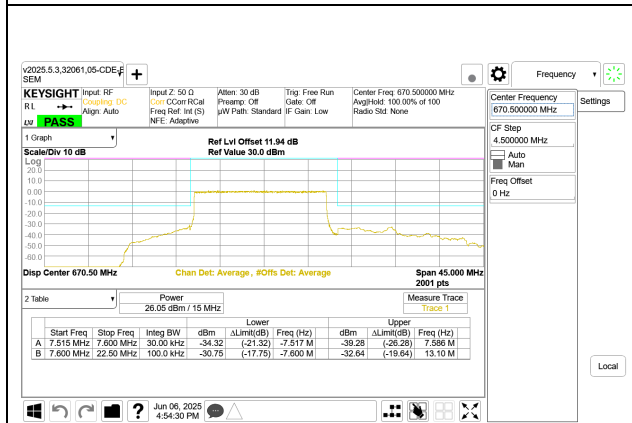 v2025.5.3,32061,05-CDE-F
SEM
Frequency
KEYSIGHT
RL
LXI
PASS
Input: RF
Coupling: DC
Align: Auto
Input Z: 50 Ω
Corr CCorr RCal
Freq Ref: Int (S)
NFE: Adaptive
Atten: 30 dB
Preamp: Off
µW Path: Standard
Trig: Free Run
Gate: Off
IF Gain: Low
Center Freq: 670.500000 MHz
Avg|Hold: 100.00% of 100
Radio Std: None
Center Frequency
670.500000 MHz
Settings
CF Step
4.500000 MHz
Auto
Man
Freq Offset
0 Hz
1 Graph
Scale/Div 10 dB
Ref Lvl Offset 11.94 dB
Ref Value 30.0 dBm
Log
20.0
10.0
0.00
-10.0
-20.0
-30.0
-40.0
-50.0
-60.0
Disp Center 670.50 MHz
Chan Det: Average , #Offs Det: Average
Span 45.000 MHz
2001 pts
2 Table
Power
26.05 dBm / 15 MHz
Measure Trace
Trace 1
Lower Upper
Start Freq Stop Freq Integ BW dBm ΔLimit(dB) Freq (Hz) dBm ΔLimit(dB) Freq (Hz)
A 7.515 MHz 7.600 MHz 30.00 kHz -34.32 (-21.32) -7.517 M -39.28 (-26.28) 7.586 M
B 7.600 MHz 22.50 MHz 100.0 kHz -30.75 (-17.75) -7.600 M -32.64 (-19.64) 13.10 M
Local
Jun 06, 2025
4:54:30 PM